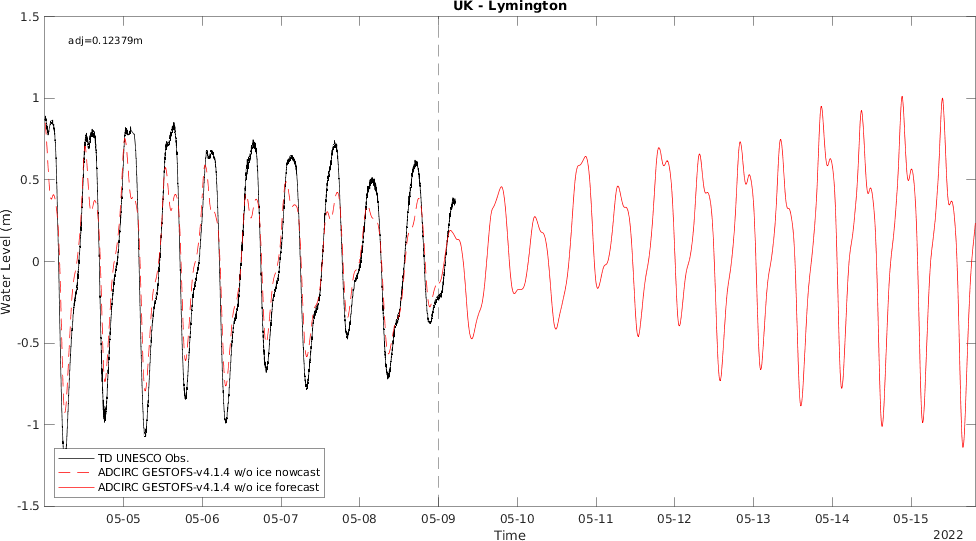 UK - Lymington
adj=0.12379m
Water Level (m)
1.5
1
0.5
0
-0.5
-1
-1.5
TD UNESCO Obs.
ADCIRC GESTOFS-v4.1.4 w/o ice nowcast
ADCIRC GESTOFS-v4.1.4 w/o ice forecast
05-05 05-06 05-07 05-08 05-09 05-10 05-11 05-12 05-13 05-14 05-15
Time
2022